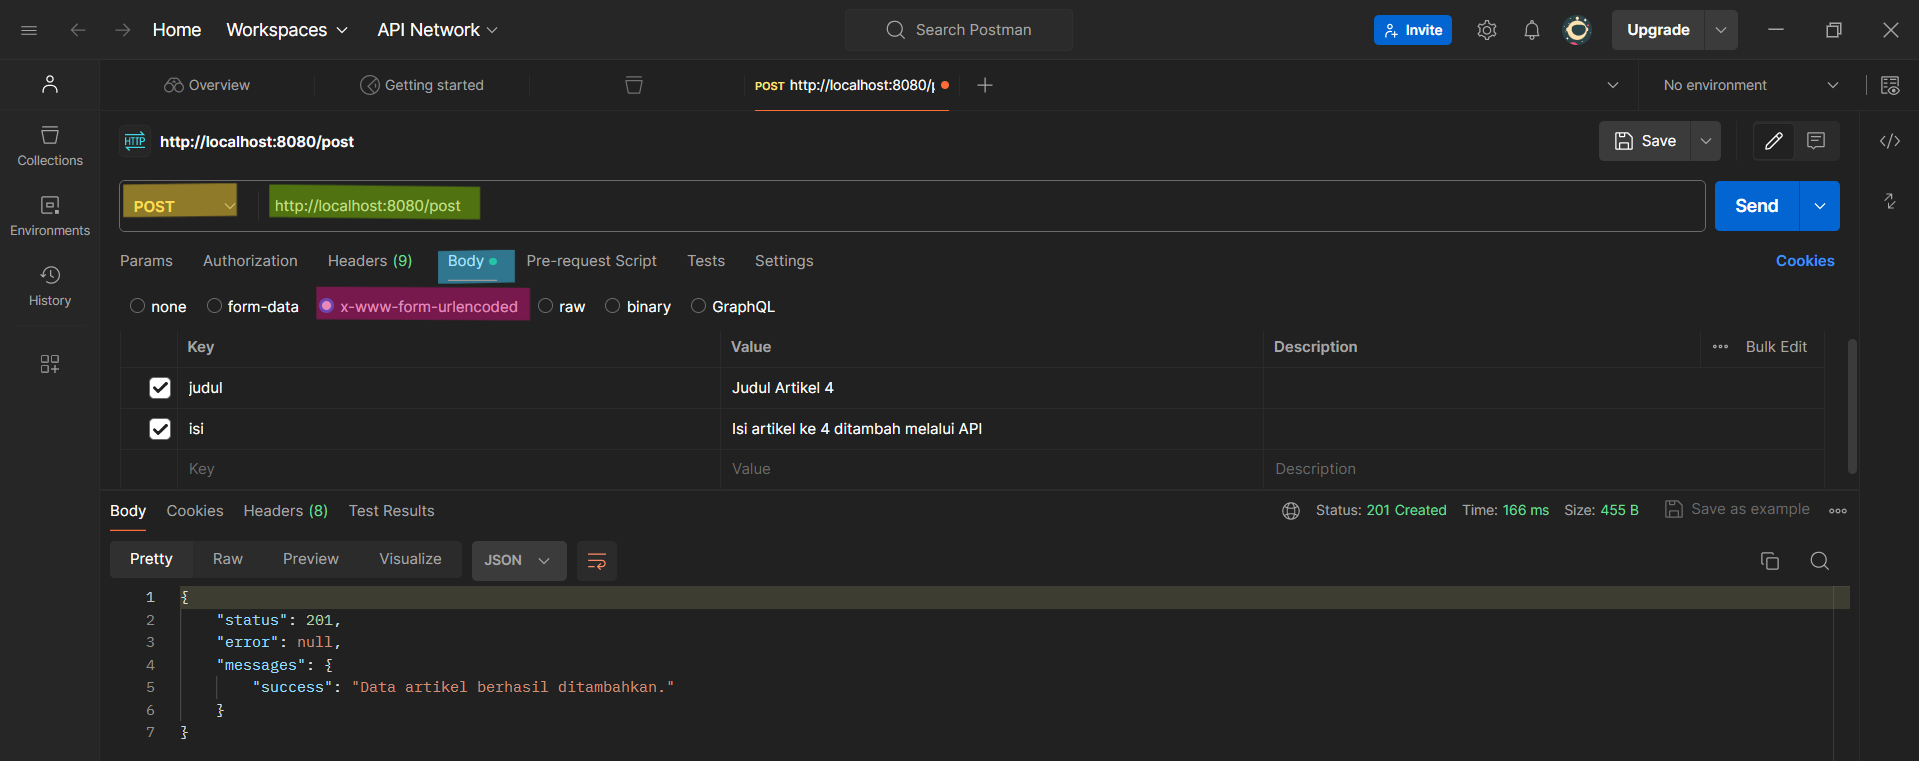 Home Workspaces API Network Search Postman Invite Upgrade
Overview Getting started POST http://localhost:8080/p No environment
HTTP http://localhost:8080/post Save
Collections
Environments
History
POST http://localhost:8080/post Send
Params Authorization Headers (9) Body Pre-request Script Tests Settings Cookies
none form-data x-www-form-urlencoded raw binary GraphQL
Key Value Description Bulk Edit
judul Judul Artikel 4
isi Isi artikel ke 4 ditambah melalui API
Key Value Description
Body Cookies Headers (8) Test Results Status: 201 Created Time: 166 ms Size: 455 B Save as example
Pretty Raw Preview Visualize JSON
1 {
2 "status": 201,
3 "error": null,
4 "messages": {
5 "success": "Data artikel berhasil ditambahkan."
6 }
7 }